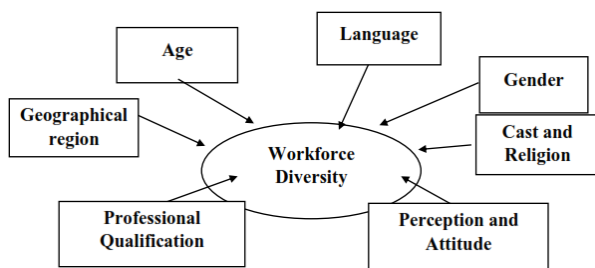 Language
Age
Gender
Geographical
region
Cast and
Religion
Workforce
Diversity
Professional
Qualification
Perception and
Attitude